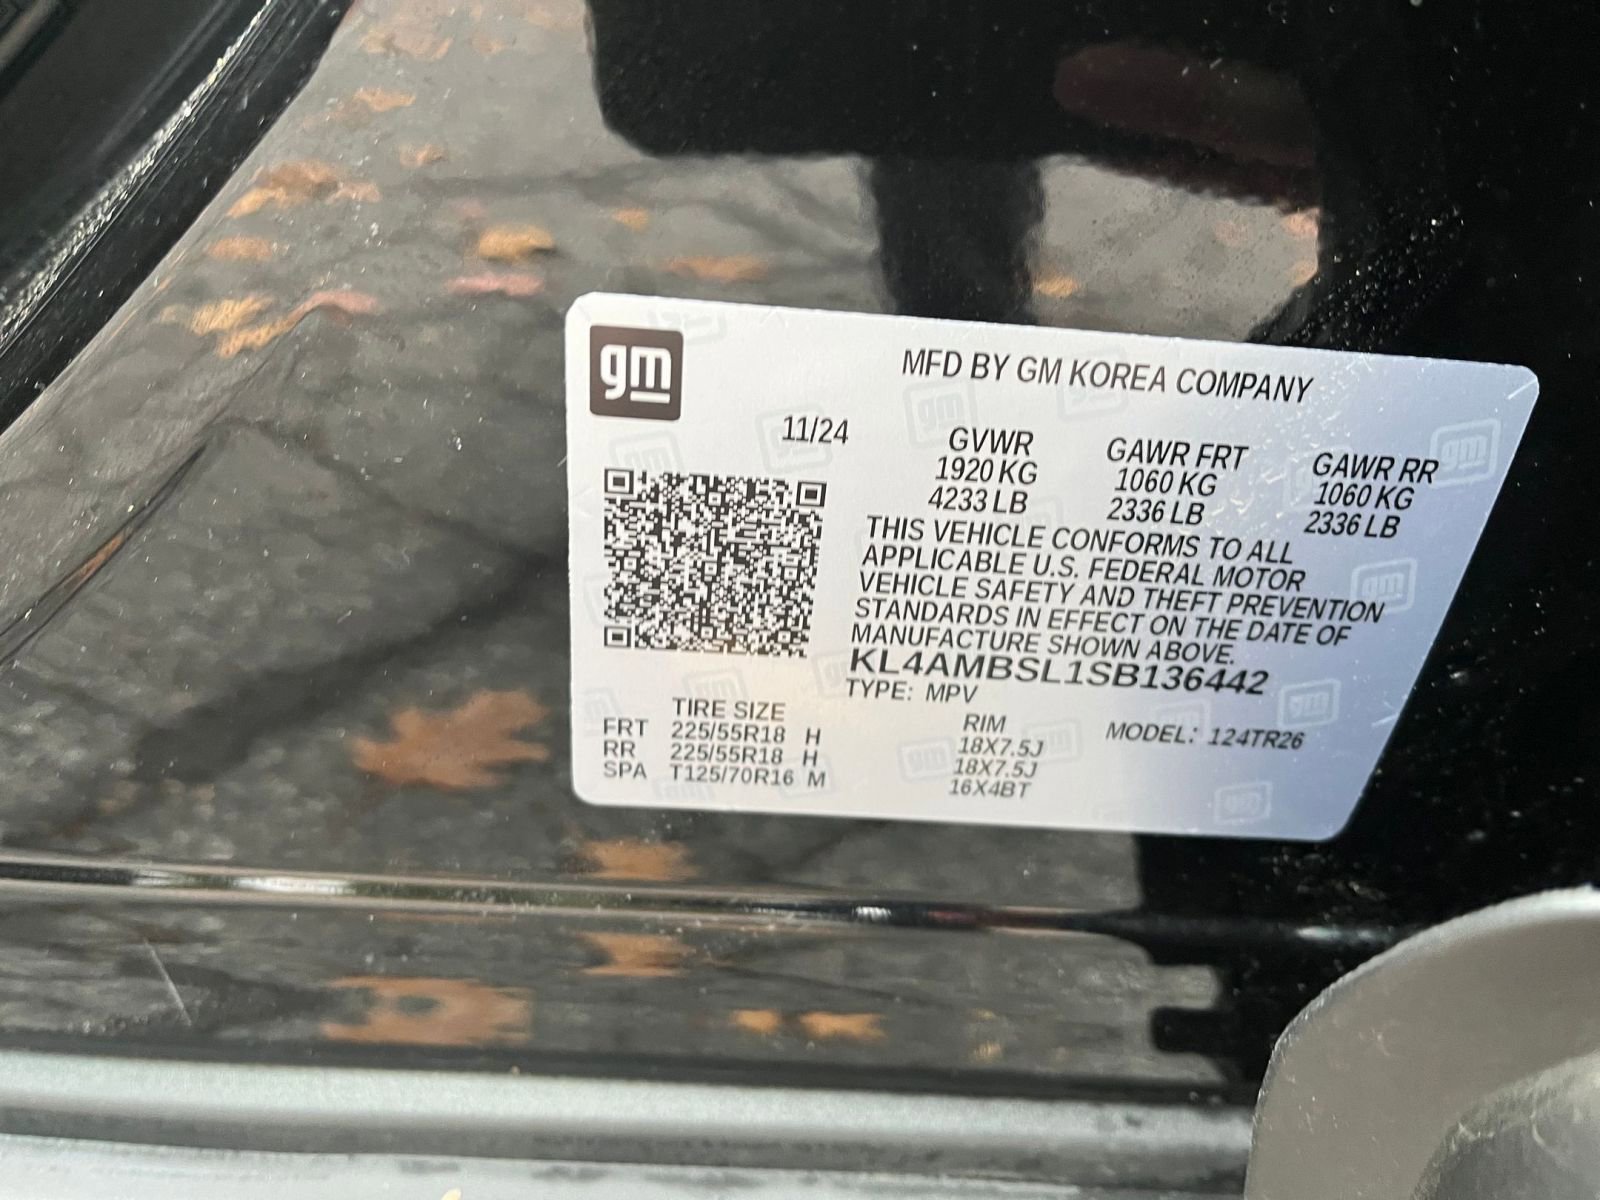 gm
MFD BY GM KOREA COMPANY
11/24
GVWR GAWR FRT GAWR RR
1920 KG 1060 KG 1060 KG
4233 LB 2336 LB 2336 LB
THIS VEHICLE CONFORMS TO ALL
APPLICABLE U.S. FEDERAL MOTOR
VEHICLE SAFETY AND THEFT PREVENTION
STANDARDS IN EFFECT ON THE DATE OF
MANUFACTURE SHOWN ABOVE.
KL4AMBSL1SB136442
TYPE: MPV
TIRE SIZE RIM MODEL: 124TR26
FRT 225/55R18 H 18X7.5J
RR 225/55R18 H 18X7.5J
SPA T125/70R16 M 16X4BT